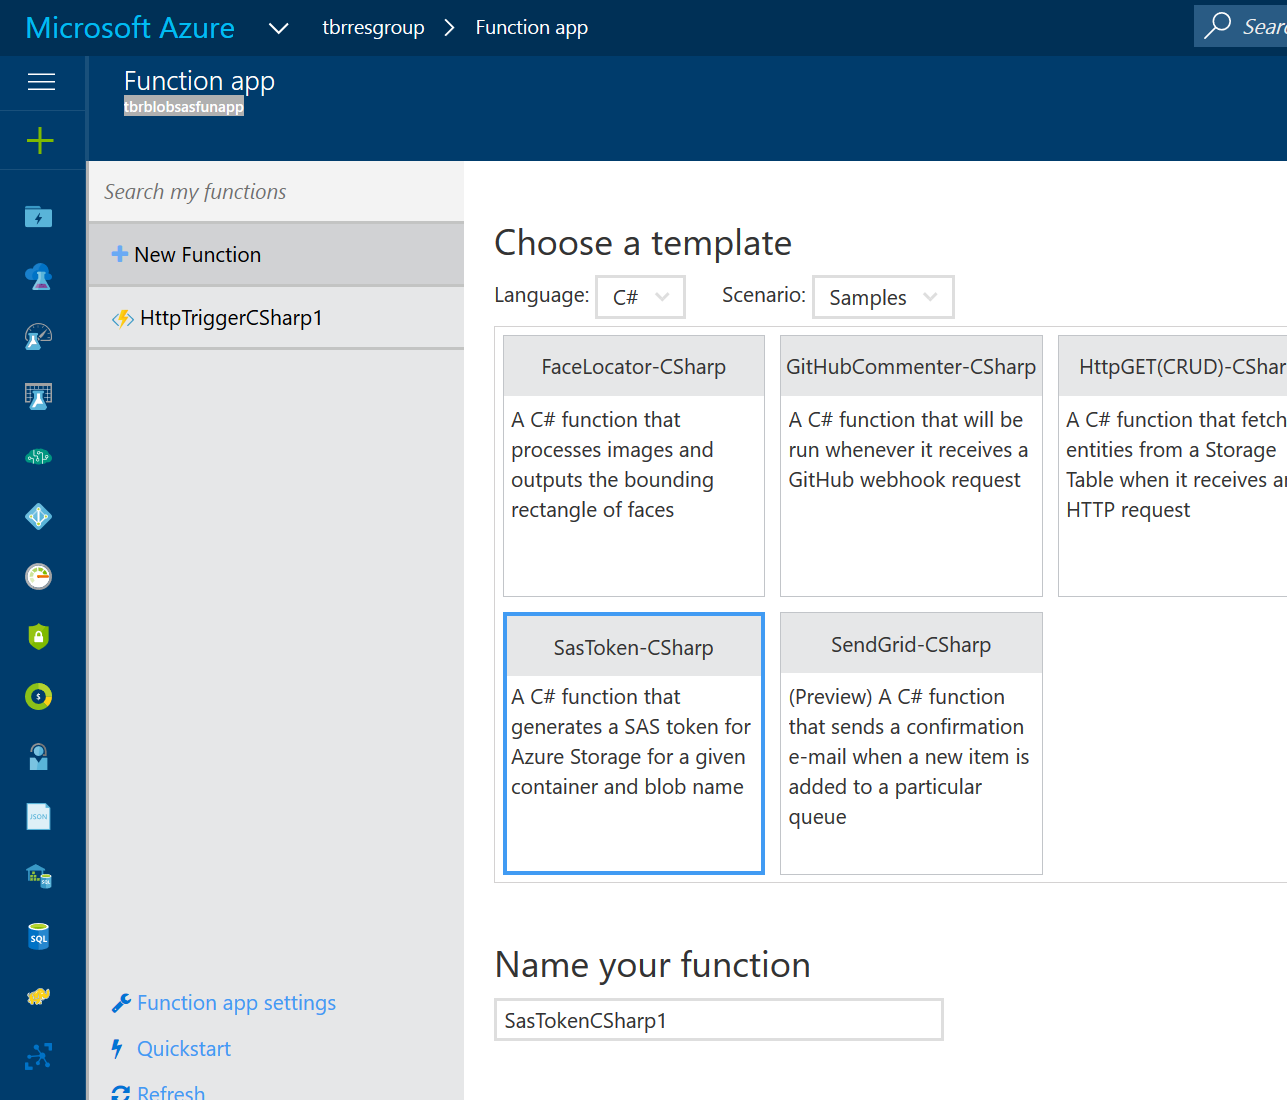 Microsoft Azure
tbrresgroup
Function app
Function app
tbrblobsasfunapp
Search my functions
New Function
HttpTriggerCSharp1
Choose a template
Language: C#
Scenario: Samples
FaceLocator-CSharp
A C# function that
processes images and
outputs the bounding
rectangle of faces
GitHubCommenter-CSharp
A C# function that will be
run whenever it receives a
GitHub webhook request
HttpGET(CRUD)-CShar
A C# function that fetch
entities from a Storage
Table when it receives
HTTP request
SasToken-CSharp
A C# function that
generates a SAS token for
Azure Storage for a given
container and blob name
SendGrid-CSharp
(Preview) A C# function
that sends a confirmation
e-mail when a new item is
added to a particular
queue
Name your function
SasTokenCSharp1
Function app settings
Quickstart
Refresh
JSON
SQL